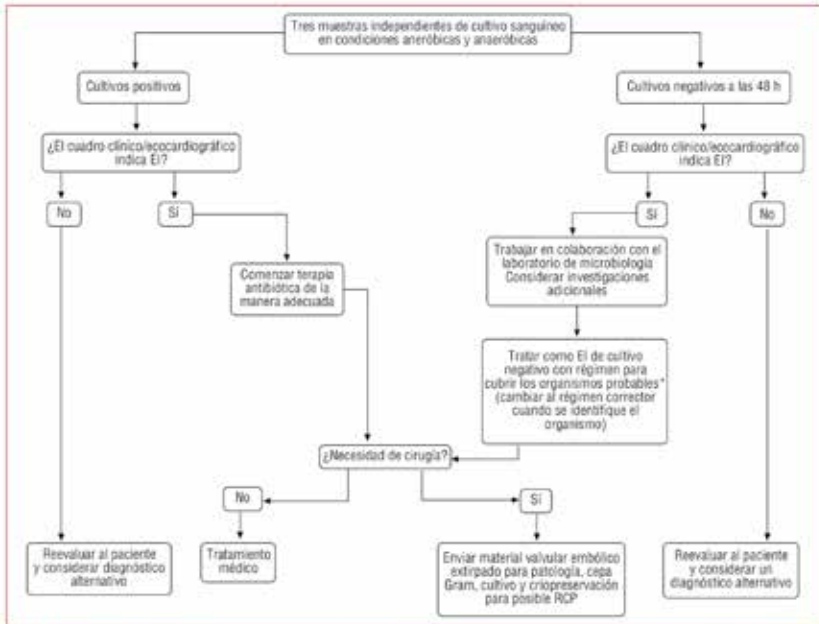 Tres muestras independientes de cultivo sanguíneo
en condiciones aneróbicas y anaeróbicas
Cultivos positivos
Cultivos negativos a las 48 h
¿El cuadro clínico/ecocardiográfico
indica EI?
¿El cuadro clínico/ecocardiográfico
indica EI?
No
Sí
Sí
No
Trabajar en colaboración con el
laboratorio de microbiología
Considerar investigaciones
adicionales
Comenzar terapia
antibiótica de la
manera adecuada
Tratar como EI de cultivo
negativo con régimen para
cubrir los organismos probables*
(cambiar al régimen corrector
cuando se identifique el
organismo)
¿Necesidad de cirugía?
No
Sí
Reevaluar al paciente
y considerar diagnóstico
alternativo
Tratamiento
médico
Enviar material valvular embólico
extirpado para patología, cepa
Gram, cultivo y criopreservación
para posible RCP
Reevaluar al paciente
y considerar un
diagnóstico alternativo